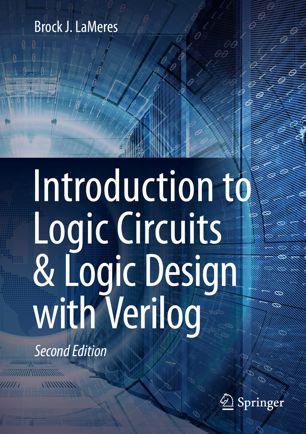 Brock J. LaMeres
Introduction to
Logic Circuits
& Logic Design
with Verilog
Second Edition
Springer